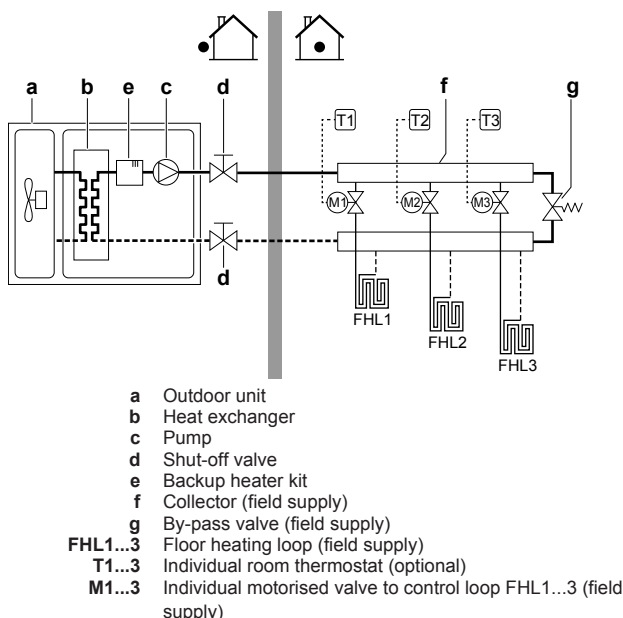 a b e c d f g
T1 T2 T3
M1 M2 M3
d
FHL1
FHL2
FHL3
a Outdoor unit
b Heat exchanger
c Pump
d Shut-off valve
e Backup heater kit
f Collector (field supply)
g By-pass valve (field supply)
FHL1...3 Floor heating loop (field supply)
T1...3 Individual room thermostat (optional)
M1...3 Individual motorised valve to control loop FHL1...3 (field
supply)